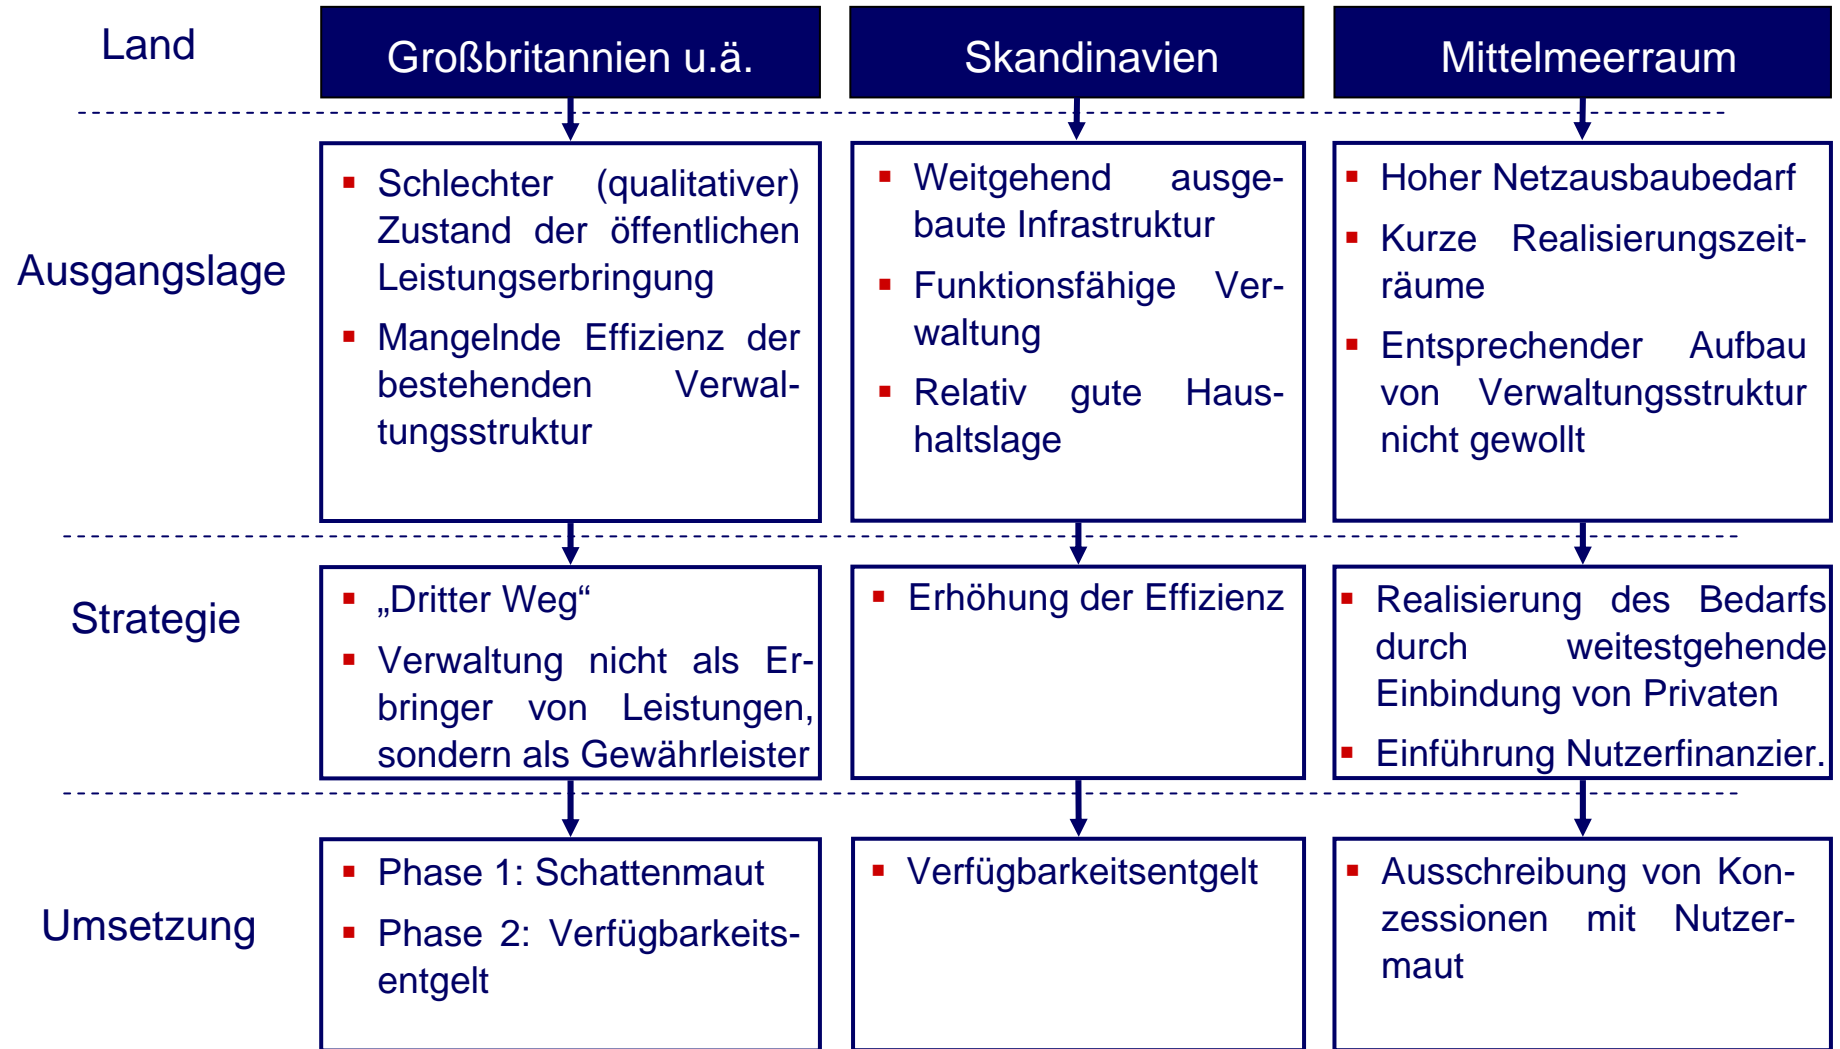 Land
Großbritannien u.ä.
Skandinavien
Mittelmeerraum
Ausgangslage
▪ Schlechter (qualitativer)
Zustand der öffentlichen
Leistungserbringung
▪ Mangelnde Effizienz der
bestehenden Verwal-
tungsstruktur
▪ Weitgehend ausge-
baute Infrastruktur
▪ Funktionsfähige Ver-
waltung
▪ Relativ gute Haus-
haltslage
▪ Hoher Netzausbaubedarf
▪ Kurze Realisierungszeit-
räume
▪ Entsprechender Aufbau
von Verwaltungsstruktur
nicht gewollt
Strategie
▪ „Dritter Weg“
▪ Verwaltung nicht als Er-
bringer von Leistungen,
sondern als Gewährleister
▪ Erhöhung der Effizienz
▪ Realisierung des Bedarfs
durch weitestgehende
Einbindung von Privaten
▪ Einführung Nutzerfinanzier.
Umsetzung
▪ Phase 1: Schattenmaut
▪ Phase 2: Verfügbarkeits-
entgelt
▪ Verfügbarkeitsentgelt
▪ Ausschreibung von Kon-
zessionen mit Nutzer-
maut